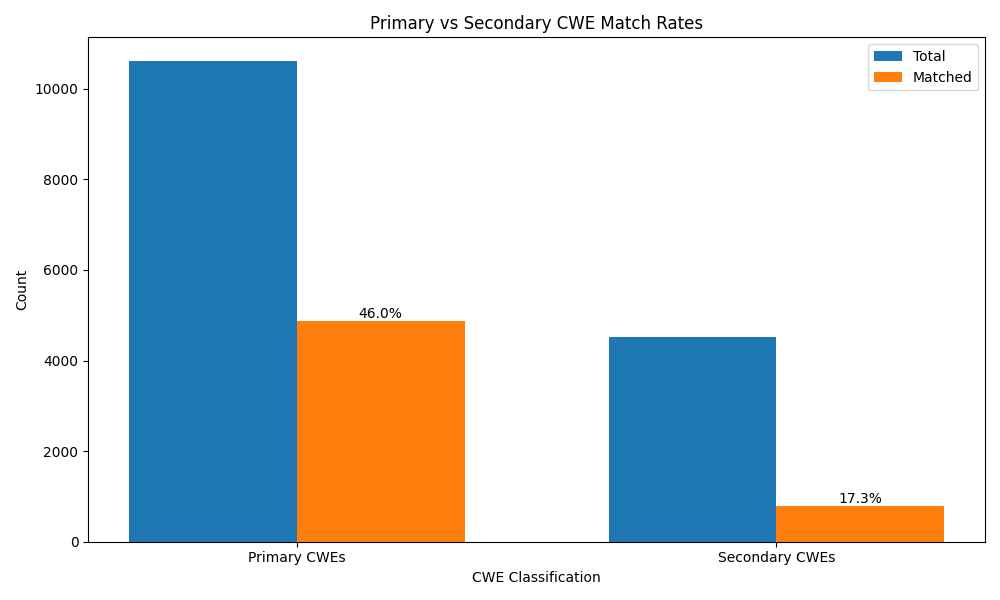 Primary vs Secondary CWE Match Rates
Total
Matched
10000
8000
6000
4000
2000
0
Count
46.0%
17.3%
Primary CWEs
Secondary CWEs
CWE Classification